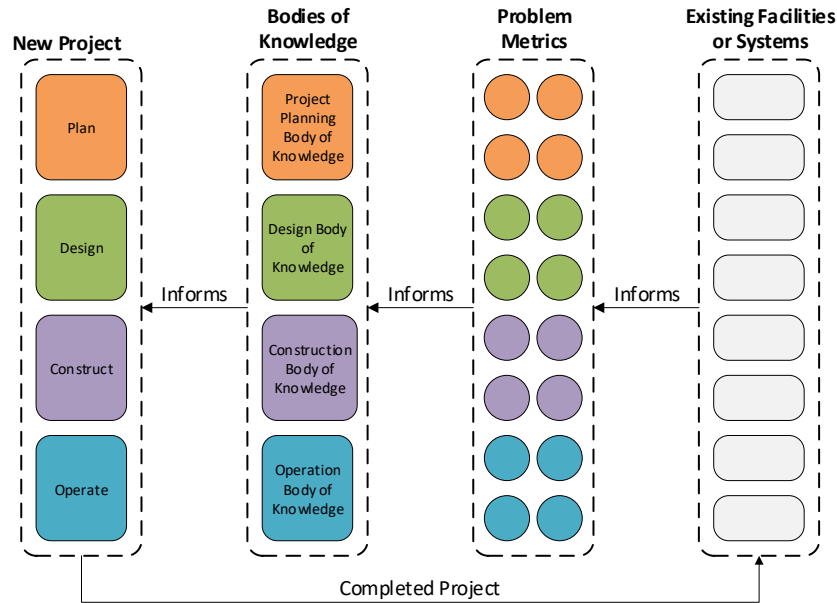 New Project
Bodies of
Knowledge
Problem
Metrics
Existing Facilities
or Systems
Plan
Design
Construct
Operate
Project
Planning
Body of
Knowledge
Design Body
of
Knowledge
Construction
Body of
Knowledge
Operation
Body of
Knowledge
Informs
Informs
Informs
Completed Project